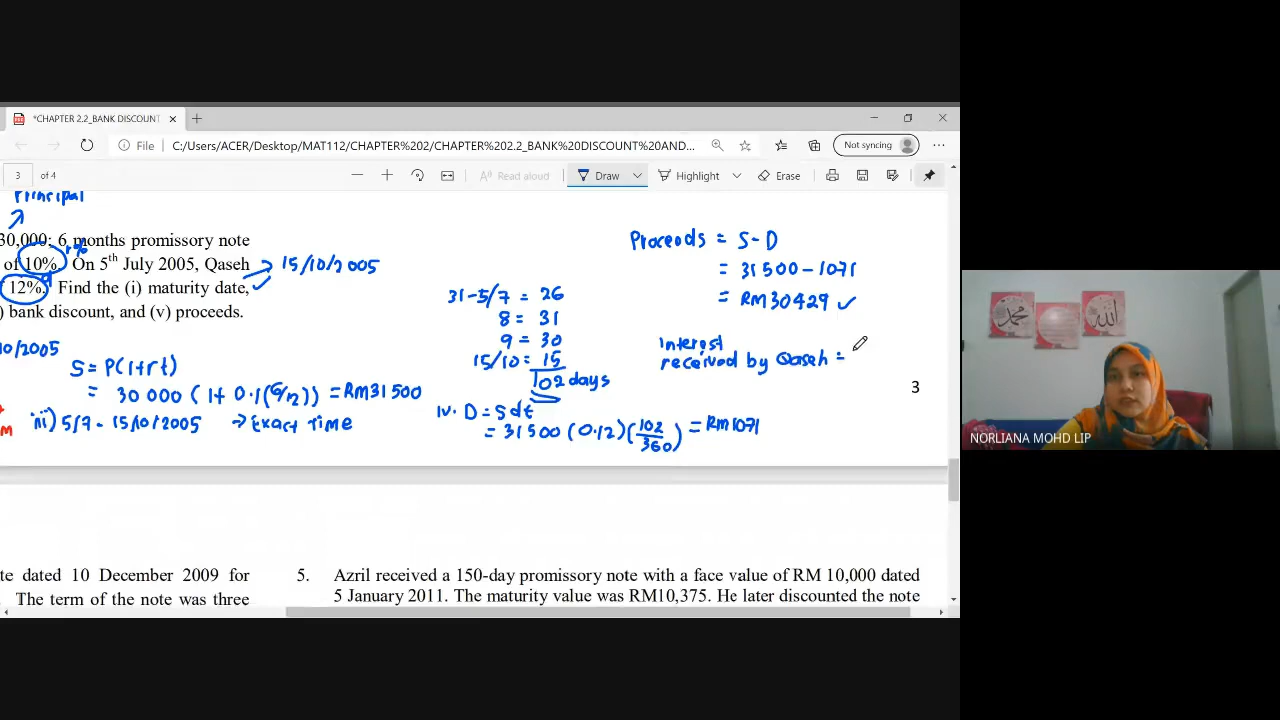 *CHAPTER 2.2_BANK DISCOUNT
File
C:/Users/ACER/Desktop/MAT112/CHAPTER%202/CHAPTER%202.2_BANK%20DISCOUNT%20AND...
Not syncing
3 of 4
Read aloud
Draw
Highlight
Erase
Principal
30,000; 6 months promissory note
r%
of 10%. On 5th July 2005, Qaseh
d
12%. Find the (i) maturity date,
) bank discount, and (v) proceeds.
15/10/2005
10/2005
S = P(1+rt)
= 30 000 (1+ 0.1(6/12)) = RM31 500
iii) 5/7 - 15/10/2005 → Exact Time
M
31-5/7 = 26
8 = 31
9 = 30
15/10 = 15
102 days
iv. D = S dt
= 31 500 (0.12) (102/360) = RM1071
Proceeds = S-D
= 31 500 - 1071
= RM30429 ✓
Interest
received by Qaseh =
3
te dated 10 December 2009 for
The term of the note was three
5. Azril received a 150-day promissory note with a face value of RM 10,000 dated
5 January 2011. The maturity value was RM10,375. He later discounted the note
NORLIANA MOHD LIP